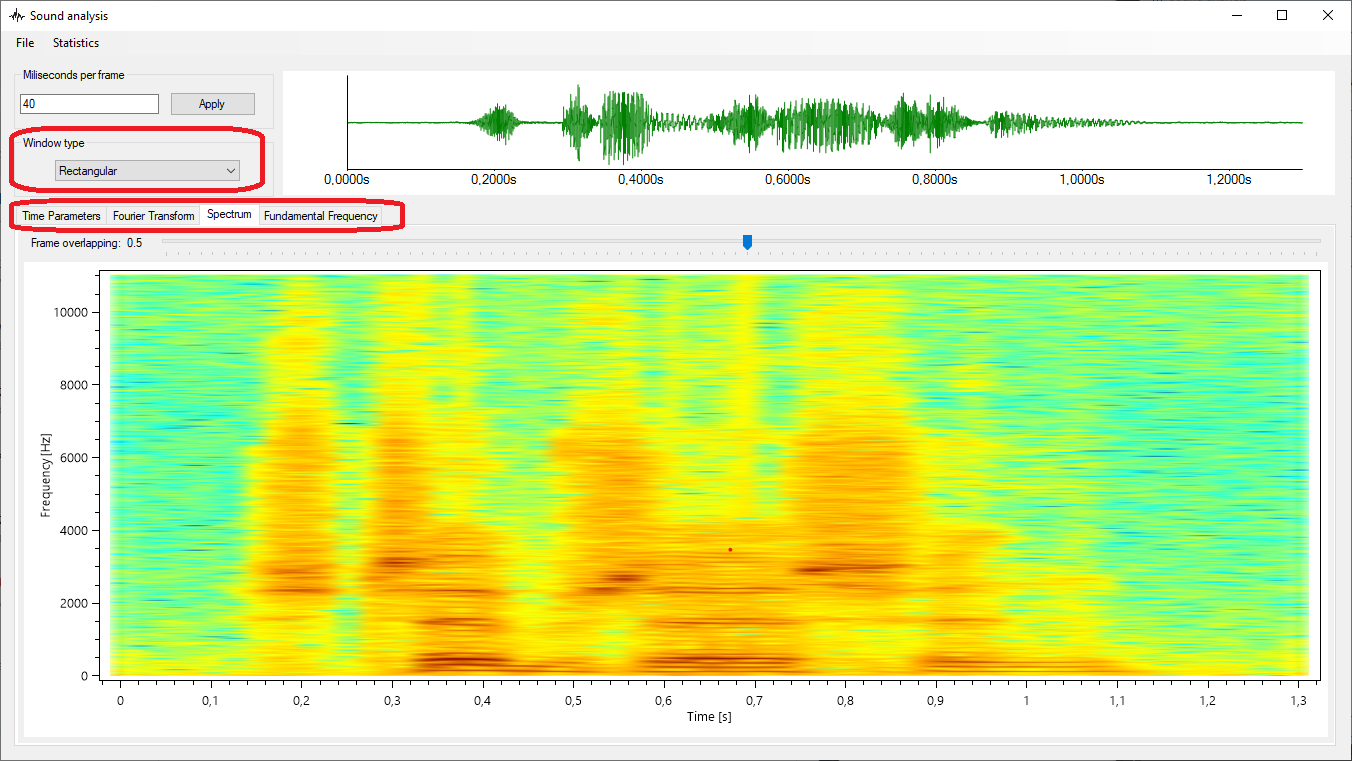 Sound analysis
File Statistics
Miliseconds per frame
40 Apply
Window type
Rectangular
0,0000s 0,2000s 0,4000s 0,6000s 0,8000s 1,0000s 1,2000s
Time Parameters Fourier Transform Spectrum Fundamental Frequency
Frame overlapping: 0.5
10000
8000
6000
4000
2000
0
Frequency [Hz]
0 0,1 0,2 0,3 0,4 0,5 0,6 0,7 0,8 0,9 1 1,1 1,2 1,3
Time [s]